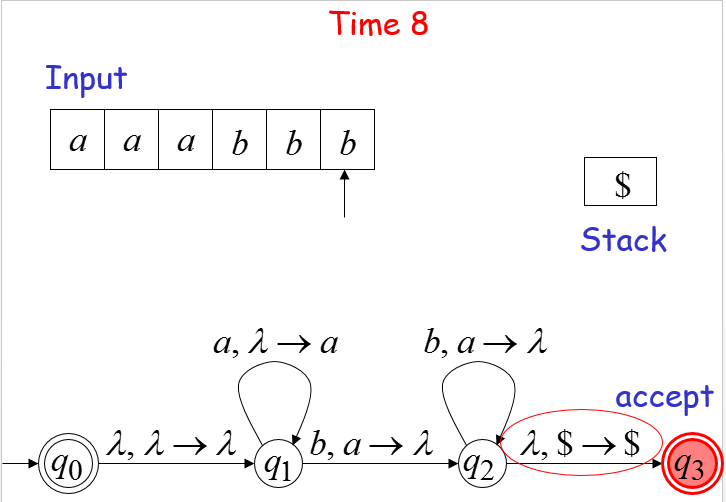 Time 8
Input
a a a b b b
$
Stack
a, λ → a
b, a → λ
accept
q0
λ, λ → λ
q1
b, a → λ
q2
λ, $ → $
q3